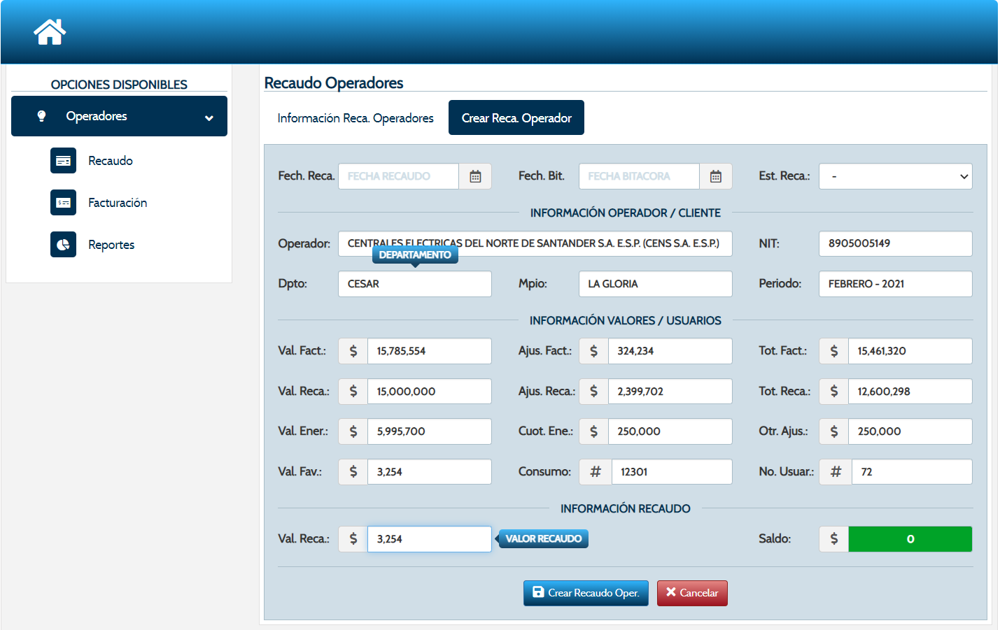 OPCIONES DISPONIBLES
Operadores
Recaudo
Facturación
Reportes
Recaudo Operadores
Información Reca. Operadores
Crear Reca. Operador
Fech. Reca. FECHA RECAUDO Fech. Bit. FECHA BITACORA Est. Reca.: -
INFORMACIÓN OPERADOR / CLIENTE
Operador: CENTRALES ELECTRICAS DEL NORTE DE SANTANDER S.A. E.S.P. (CENS S.A. E.S.P.) NIT: 8905005149
DEPARTAMENTO
Dpto: CESAR Mpio: LA GLORIA Periodo: FEBRERO - 2021
INFORMACIÓN VALORES / USUARIOS
Val. Fact.: $ 15,785,554 Ajus. Fact.: $ 324,234 Tot. Fact.: $ 15,461,320
Val. Reca.: $ 15,000,000 Ajus. Reca.: $ 2,399,702 Tot. Reca.: $ 12,600,298
Val. Ener.: $ 5,995,700 Cuot. Ene.: $ 250,000 Otr. Ajus.: $ 250,000
Val. Fav.: $ 3,254 Consumo: # 12301 No. Usuar.: # 72
INFORMACIÓN RECAUDO
Val. Reca.: $ 3,254 VALOR RECAUDO Saldo: $ 0
Crear Recaudo Oper. Cancelar